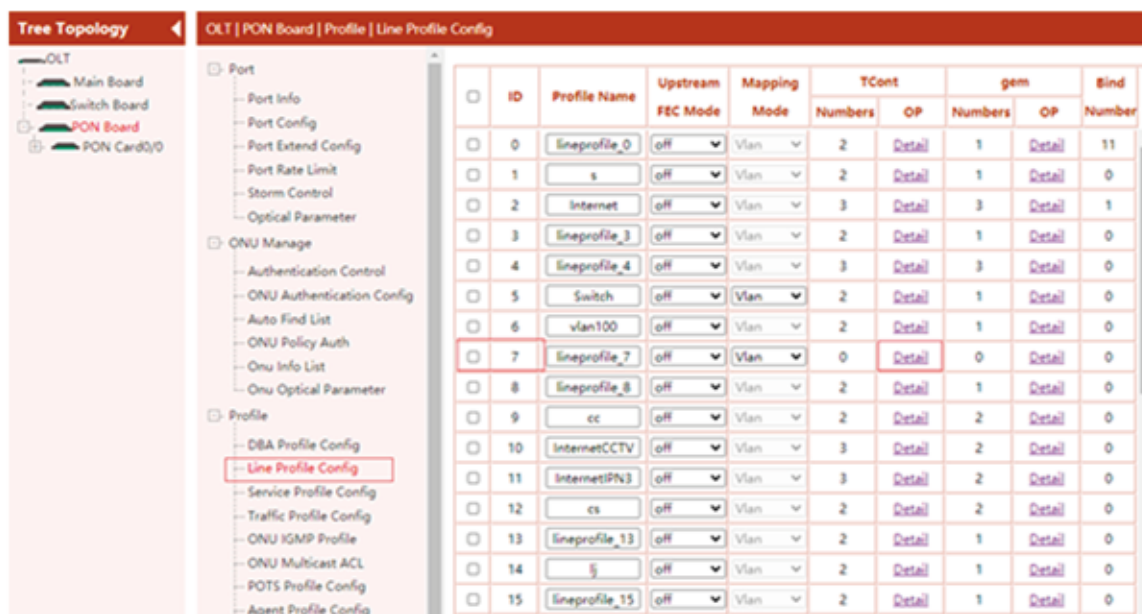 Tree Topology
OLT | PON Board | Profile | Line Profile Config
OLT
Main Board
Switch Board
PON Board
PON Card0/0
Port
Port Info
Port Config
Port Extend Config
Port Rate Limit
Storm Control
Optical Parameter
ONU Manage
Authentication Control
ONU Authentication Config
Auto Find List
ONU Policy Auth
Onu Info List
Onu Optical Parameter
Profile
DBA Profile Config
Line Profile Config
Service Profile Config
Traffic Profile Config
ONU IGMP Profile
ONU Multicast ACL
POTS Profile Config
Agent Profile Config
ID Profile Name Upstream FEC Mode Mapping Mode TCont gem Bind Number
Numbers OP Numbers OP
0 lineprofile_0 off Vlan 2 Detail 1 Detail 11
1 s off Vlan 2 Detail 1 Detail 0
2 Internet off Vlan 3 Detail 3 Detail 1
3 lineprofile_3 off Vlan 2 Detail 1 Detail 0
4 lineprofile_4 off Vlan 3 Detail 3 Detail 0
5 Switch off Vlan 2 Detail 1 Detail 0
6 vlan100 off Vlan 2 Detail 1 Detail 0
7 lineprofile_7 off Vlan 0 Detail 0 Detail 0
8 lineprofile_8 off Vlan 2 Detail 1 Detail 0
9 cc off Vlan 2 Detail 2 Detail 0
10 InternetCCTV off Vlan 3 Detail 2 Detail 0
11 InternetIPN3 off Vlan 3 Detail 2 Detail 0
12 cs off Vlan 2 Detail 2 Detail 0
13 lineprofile_13 off Vlan 2 Detail 1 Detail 0
14 lj off Vlan 2 Detail 1 Detail 0
15 lineprofile_15 off Vlan 2 Detail 1 Detail 0